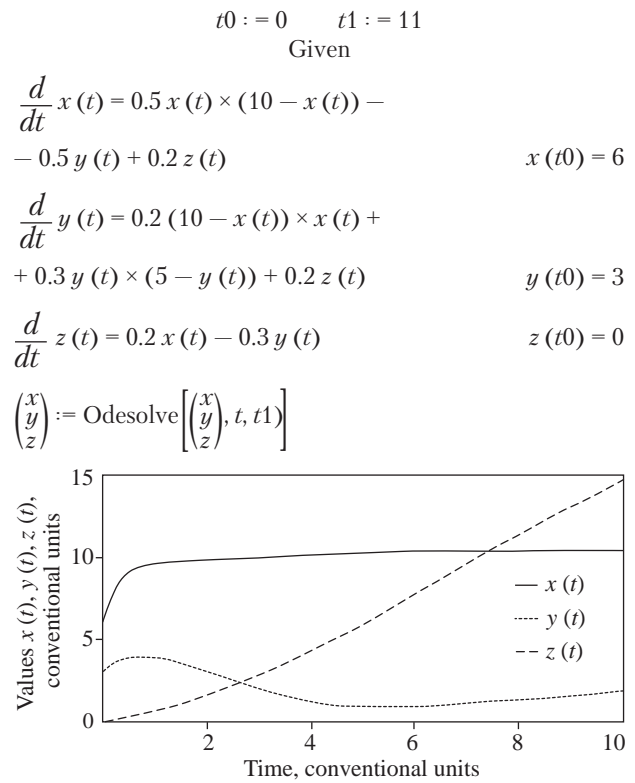 t0 := 0 t1 := 11
Given
d/dt x (t) = 0.5 x (t) × (10 – x (t)) –
– 0.5 y (t) + 0.2 z (t) x (t0) = 6
d/dt y (t) = 0.2 (10 – x (t)) × x (t) +
+ 0.3 y (t) × (5 – y (t)) + 0.2 z (t) y (t0) = 3
d/dt z (t) = 0.2 x (t) – 0.3 y (t) z (t0) = 0
(x y z) := Odesolve[(x y z), t, t1)]
Values x (t), y (t), z (t),
conventional units
15
10
5
0
x (t)
y (t)
z (t)
2 4 6 8 10
Time, conventional units